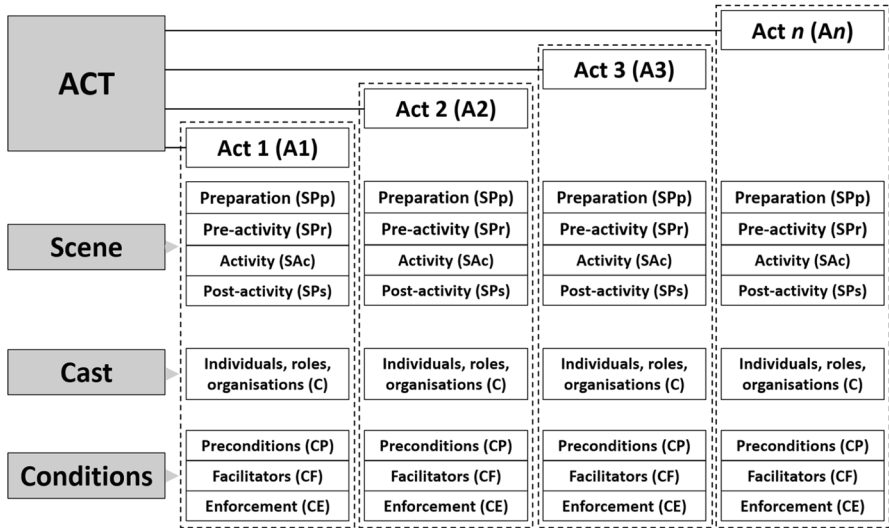 Act n (An)
Act 3 (A3)
ACT
Act 2 (A2)
Act 1 (A1)
Scene
Preparation (SPp)
Preparation (SPp)
Preparation (SPp)
Preparation (SPp)
Pre-activity (SPr)
Pre-activity (SPr)
Pre-activity (SPr)
Pre-activity (SPr)
Activity (SAc)
Activity (SAc)
Activity (SAc)
Activity (SAc)
Post-activity (SPs)
Post-activity (SPs)
Post-activity (SPs)
Post-activity (SPs)
Cast
Individuals, roles,
organisations (C)
Individuals, roles,
organisations (C)
Individuals, roles,
organisations (C)
Individuals, roles,
organisations (C)
Conditions
Preconditions (CP)
Preconditions (CP)
Preconditions (CP)
Preconditions (CP)
Facilitators (CF)
Facilitators (CF)
Facilitators (CF)
Facilitators (CF)
Enforcement (CE)
Enforcement (CE)
Enforcement (CE)
Enforcement (CE)